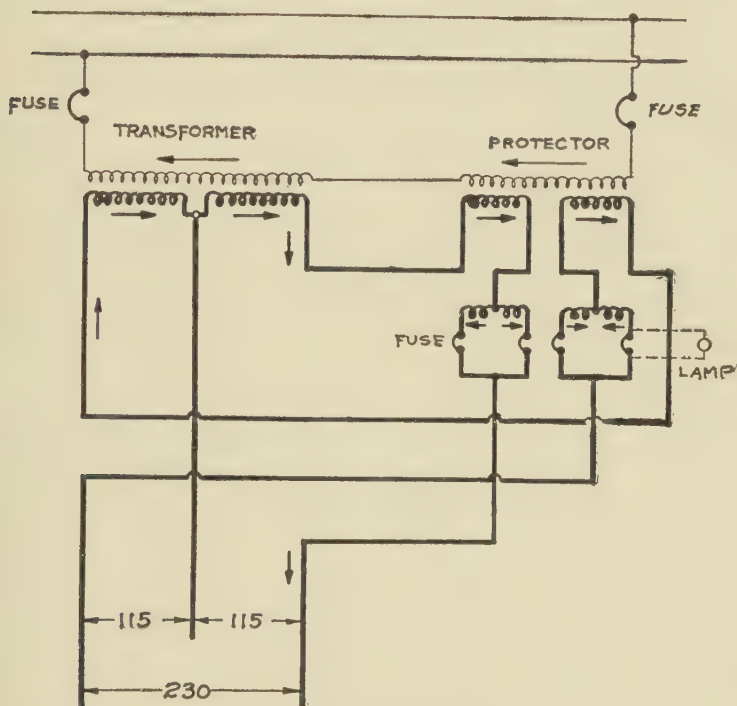 FUSE
FUSE
TRANSFORMER
PROTECTOR
FUSE
LAMP
115
115
230